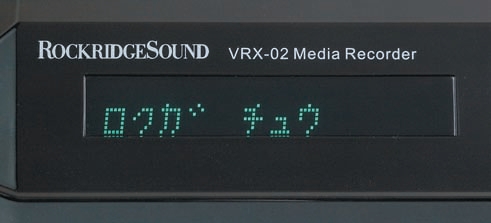 ROCKRIDGESOUND VRX-02 Media Recorder
ロクガ チュウ